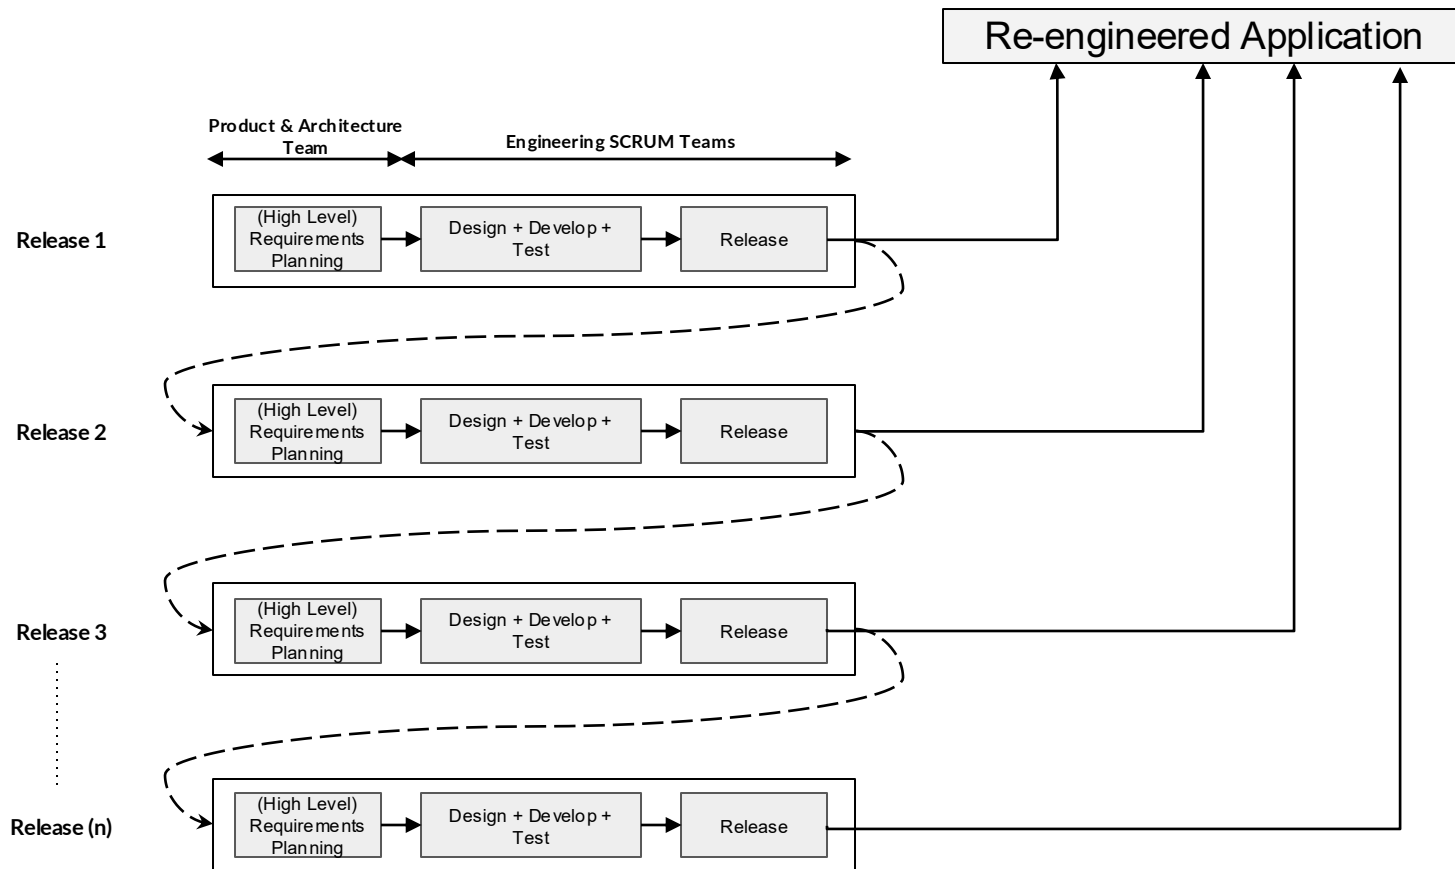 Re-engineered Application
Product & Architecture
Team
Engineering SCRUM Teams
Release 1
(High Level)
Requirements
Planning
Design + Develop +
Test
Release
Release 2
(High Level)
Requirements
Planning
Design + Develop +
Test
Release
Release 3
(High Level)
Requirements
Planning
Design + Develop +
Test
Release
Release (n)
(High Level)
Requirements
Planning
Design + Develop +
Test
Release